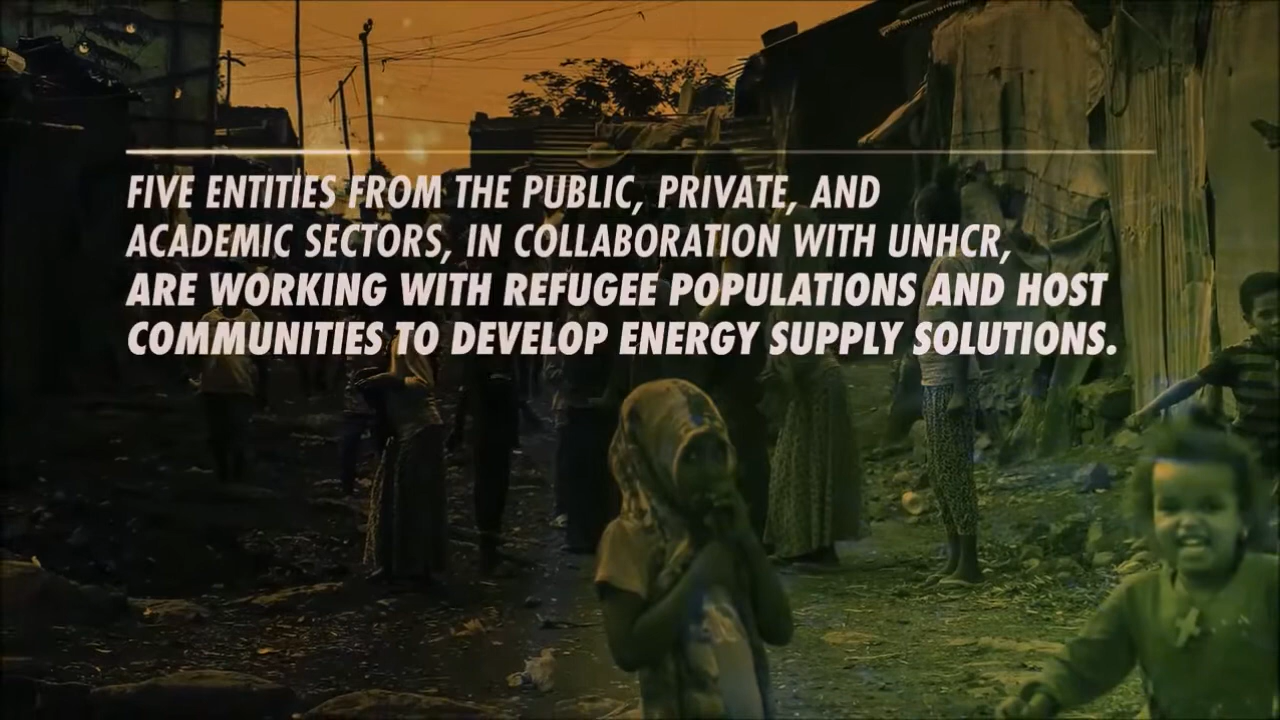 FIVE ENTITIES FROM THE PUBLIC, PRIVATE, AND
ACADEMIC SECTORS, IN COLLABORATION WITH UNHCR,
ARE WORKING WITH REFUGEE POPULATIONS AND HOST
COMMUNITIES TO DEVELOP ENERGY SUPPLY SOLUTIONS.